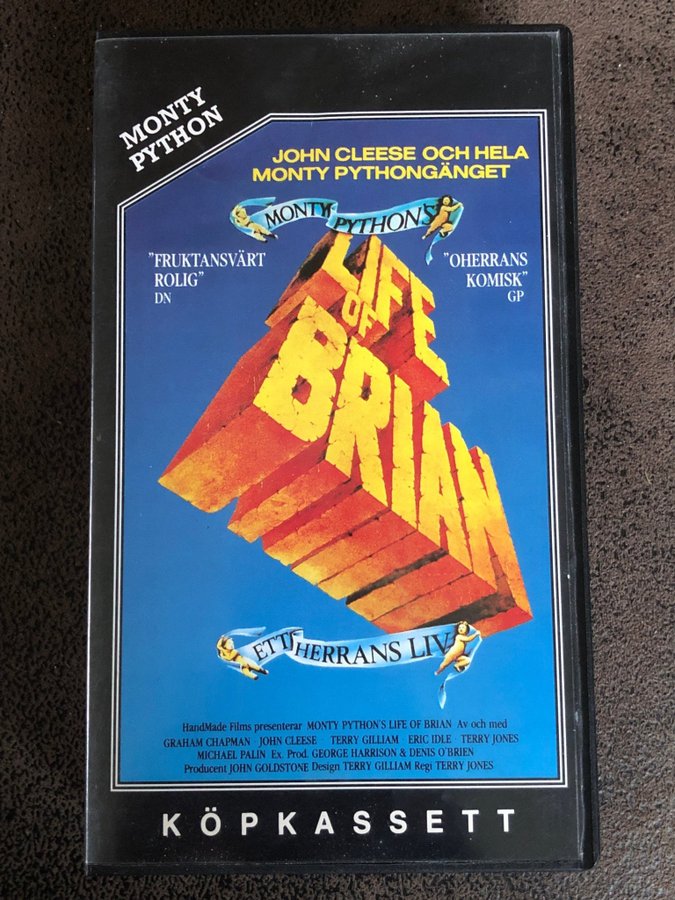 MONTY
PYTHON
JOHN CLEESE OCH HELA
MONTY PYTHONGÄNGET
MONTY PYTHON'S
"FRUKTANSVÄRT
ROLIG"
DN
"OHERRANS
KOMISK"
GP
LIFE
OF
BRIAN
ETT HERRANS LIV
HandMade Films presenterar MONTY PYTHON'S LIFE OF BRIAN Av och med
GRAHAM CHAPMAN · JOHN CLEESE · TERRY GILLIAM · ERIC IDLE · TERRY JONES
MICHAEL PALIN Ex. Prod. GEORGE HARRISON & DENIS O'BRIEN
Producent JOHN GOLDSTONE Design TERRY GILLIAM Regi TERRY JONES
KÖPKASSETT